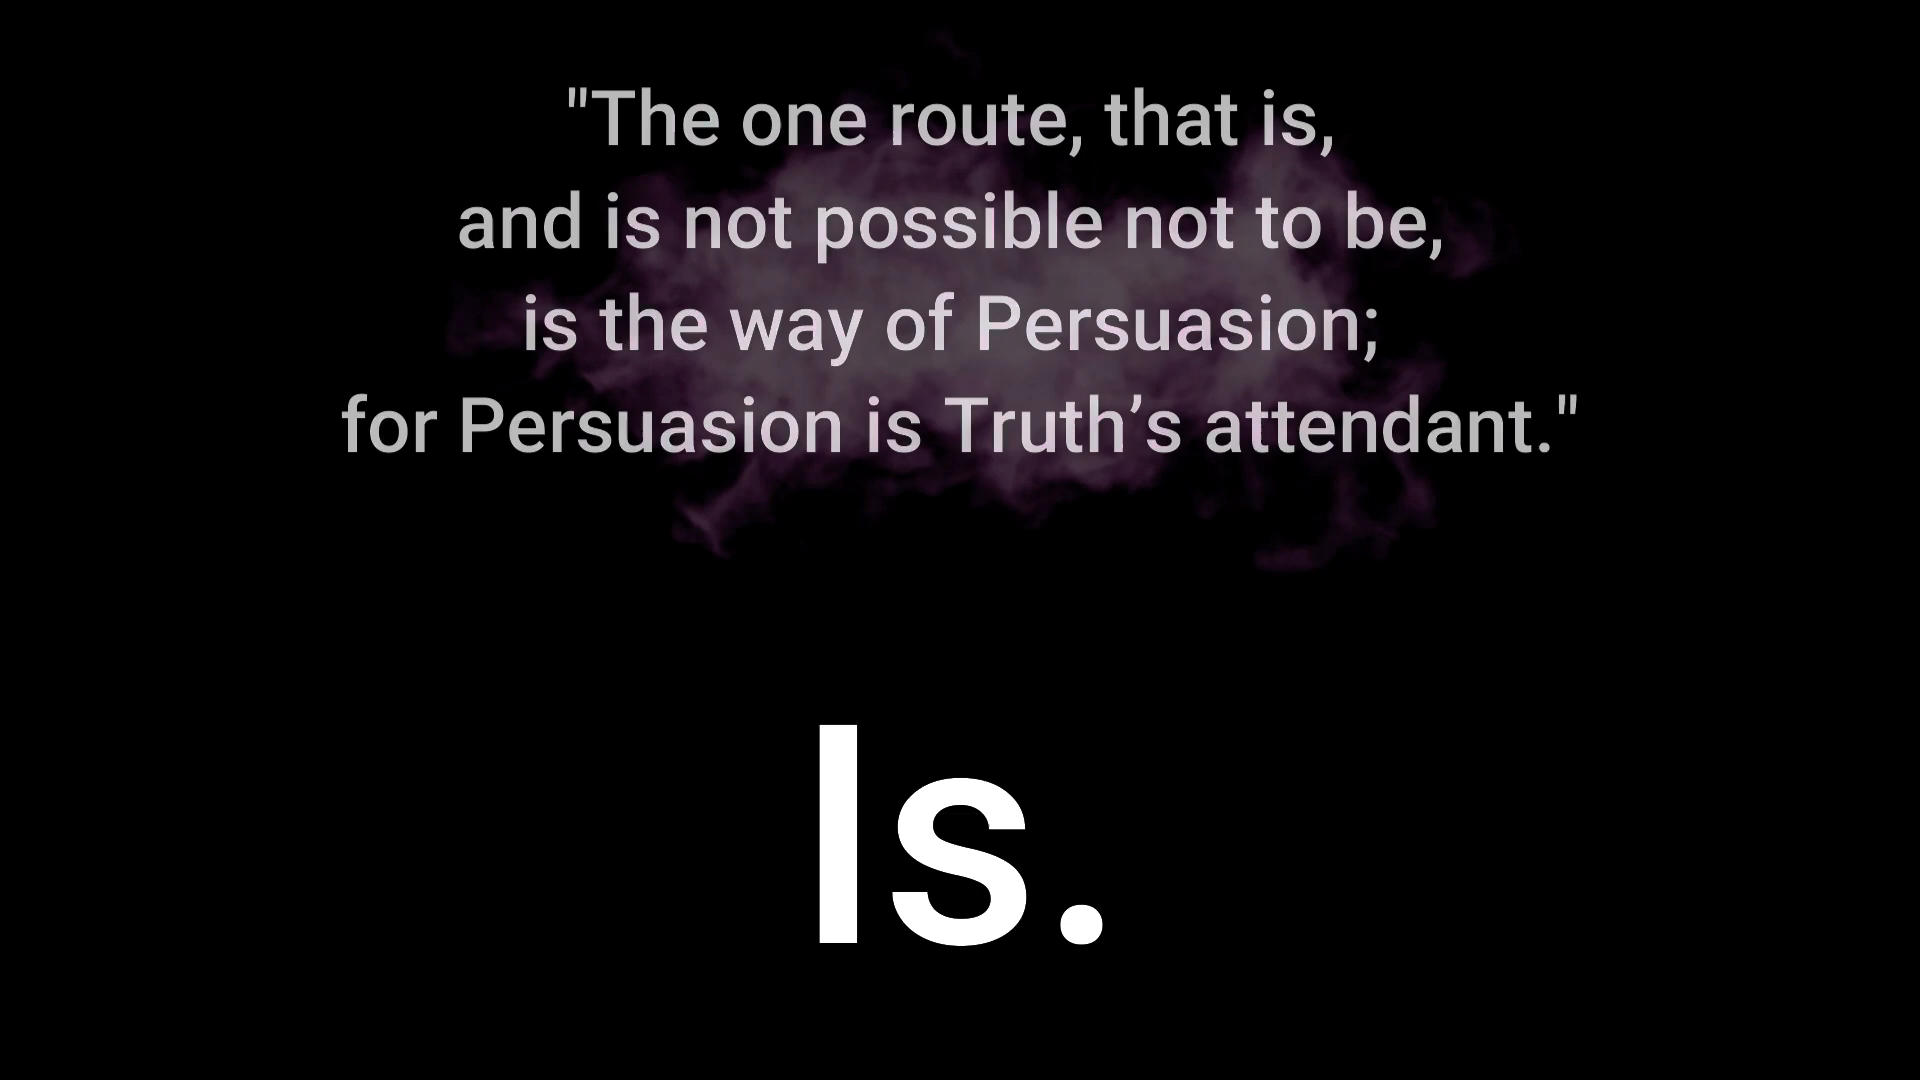 "The one route, that is,
and is not possible not to be,
is the way of Persuasion;
for Persuasion is Truth’s attendant."
Is.